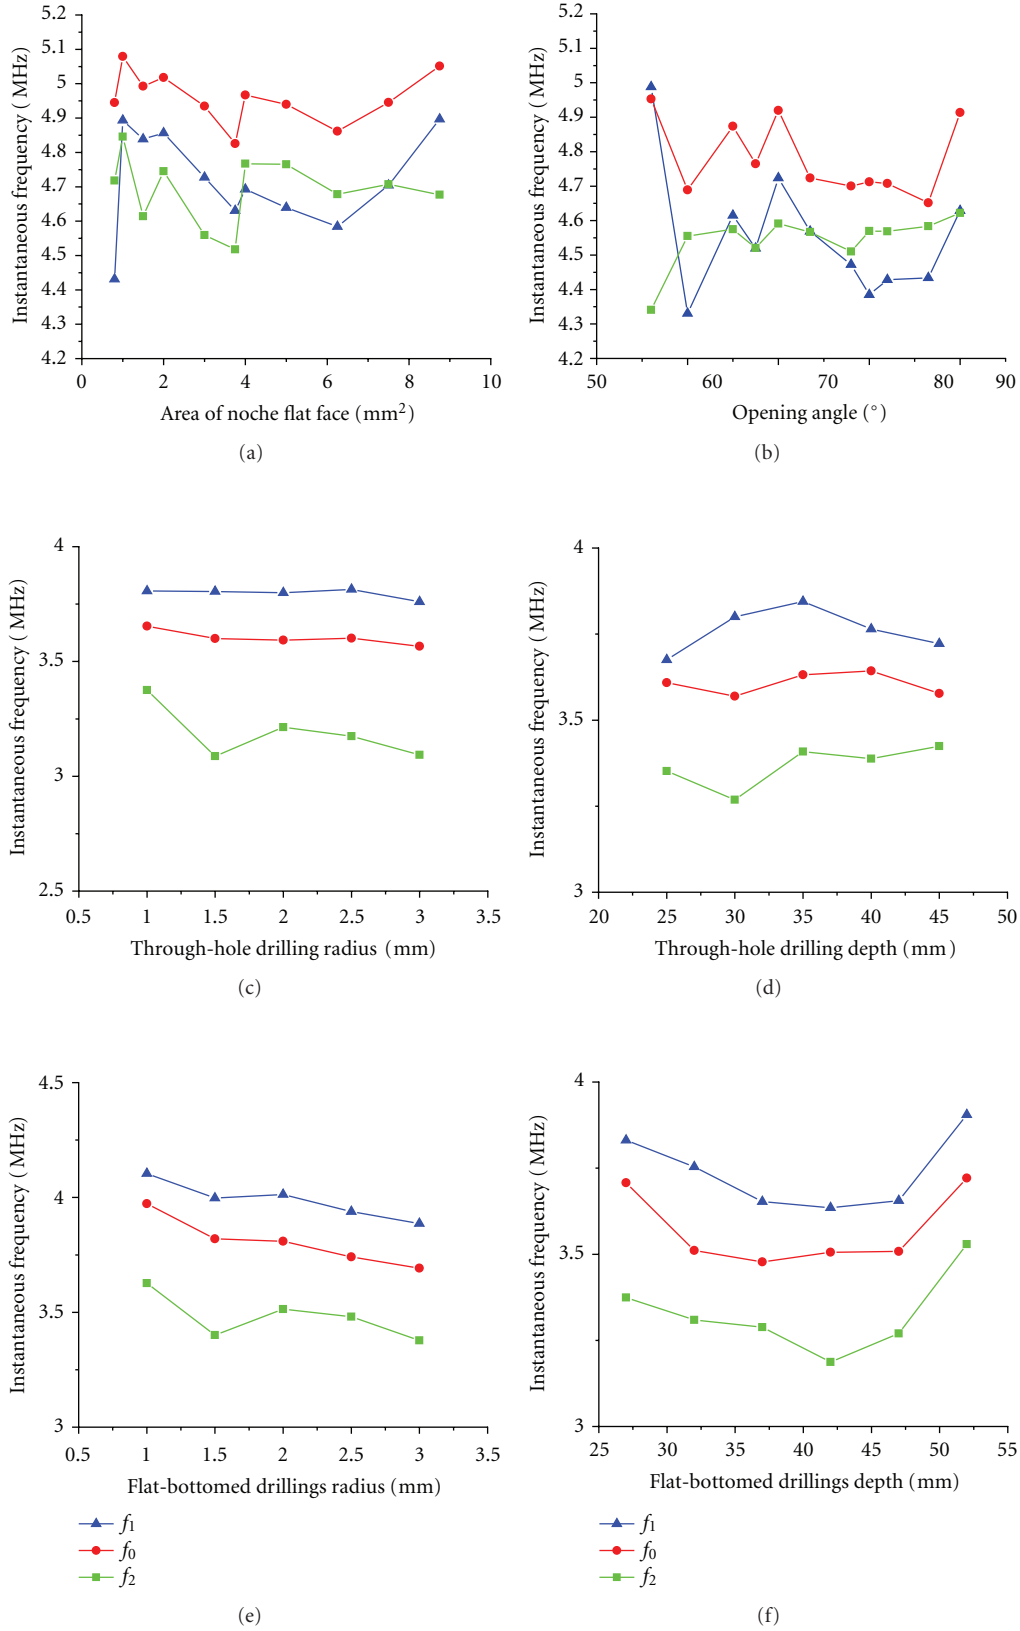 5.2
5.1
5
4.9
4.8
4.7
4.6
4.5
4.4
4.3
4.2
Instantaneous frequency (MHz)
0 2 4 6 8 10
Area of noche flat face (mm2)
(a)
5.2
5.1
5
4.9
4.8
4.7
4.6
4.5
4.4
4.3
4.2
Instantaneous frequency (MHz)
50 60 70 80 90
Opening angle (°)
(b)
4
3.5
3
2.5
Instantaneous frequency (MHz)
0.5 1 1.5 2 2.5 3 3.5
Through-hole drilling radius (mm)
(c)
4
3.5
3
Instantaneous frequency (MHz)
20 25 30 35 40 45 50
Through-hole drilling depth (mm)
(d)
4.5
4
3.5
3
Instantaneous frequency (MHz)
0.5 1 1.5 2 2.5 3 3.5
Flat-bottomed drillings radius (mm)
f1
f0
f2
(e)
4
3.5
3
Instantaneous frequency (MHz)
25 30 35 40 45 50 55
Flat-bottomed drillings depth (mm)
f1
f0
f2
(f)